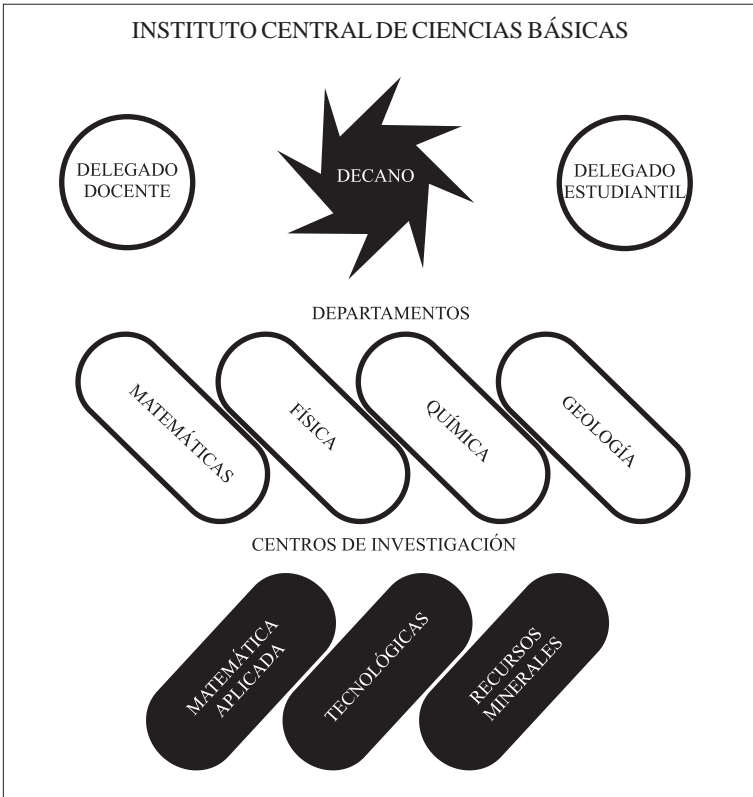 INSTITUTO CENTRAL DE CIENCIAS BÁSICAS
DELEGADO
DOCENTE
DECANO
DELEGADO
ESTUDIANTIL
DEPARTAMENTOS
MATEMÁTICAS
FÍSICA
QUÍMICA
GEOLOGÍA
CENTROS DE INVESTIGACIÓN
MATEMÁTICA
APLICADA
TECNOLÓGICAS
RECURSOS
MINERALES